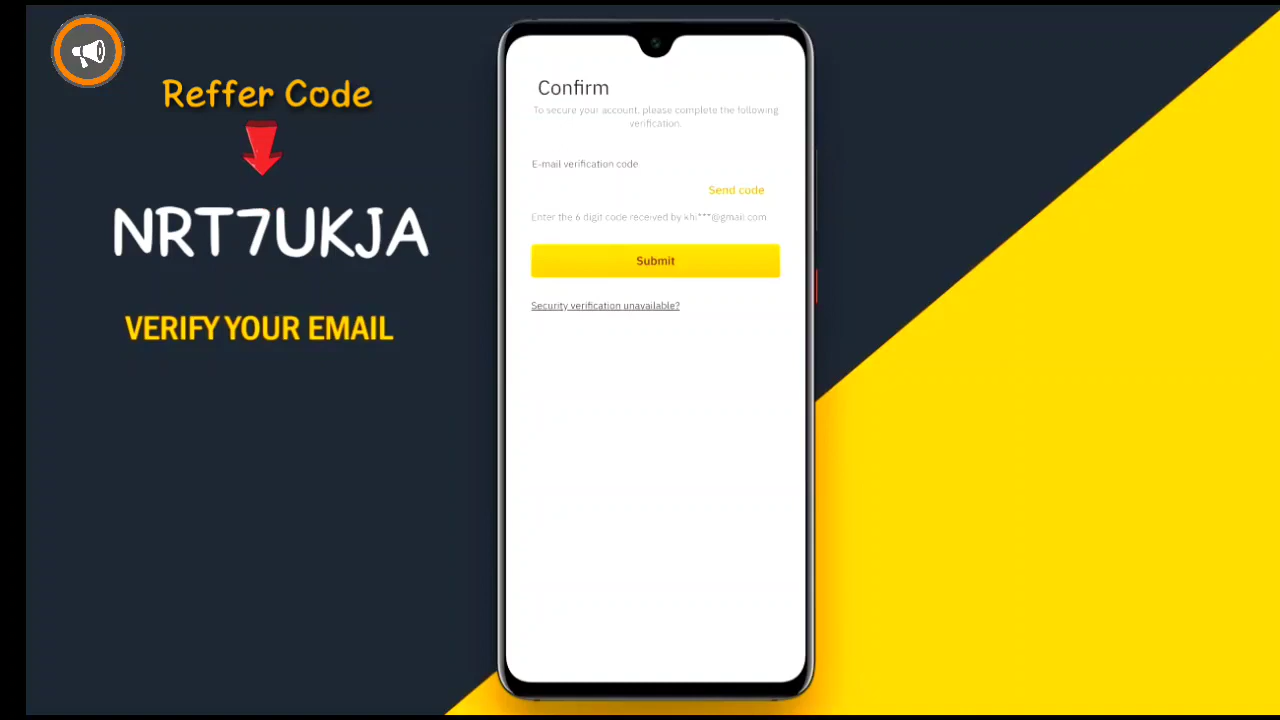 Reffer Code
NRT7UKJA
VERIFY YOUR EMAIL
Confirm
To secure your account, please complete the following
verification.
E-mail verification code
Send code
Enter the 6 digit code received by khi***@gmail.com
Submit
Security verification unavailable?